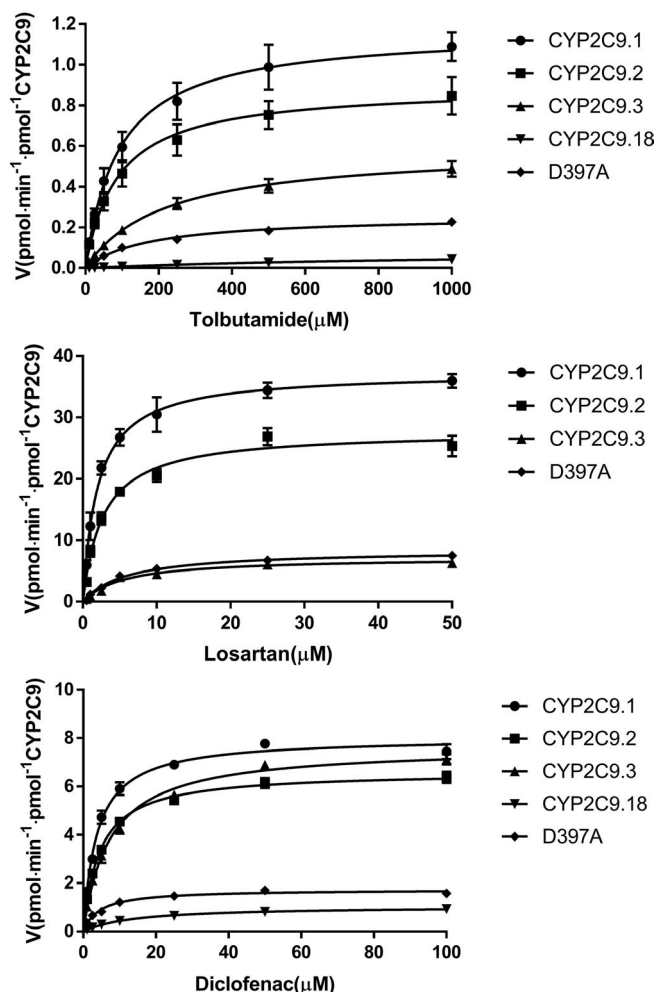 V(pmol·min⁻¹·pmol⁻¹CYP2C9)
1.2
1.0
0.8
0.6
0.4
0.2
0.0
0 200 400 600 800 1000
Tolbutamide(μM)
CYP2C9.1
CYP2C9.2
CYP2C9.3
CYP2C9.18
D397A
V(pmol·min⁻¹·pmol⁻¹CYP2C9)
40
30
20
10
0
0 10 20 30 40 50
Losartan(μM)
CYP2C9.1
CYP2C9.2
CYP2C9.3
D397A
V(pmol·min⁻¹·pmol⁻¹CYP2C9)
10
8
6
4
2
0
0 20 40 60 80 100
Diclofenac(μM)
CYP2C9.1
CYP2C9.2
CYP2C9.3
CYP2C9.18
D397A